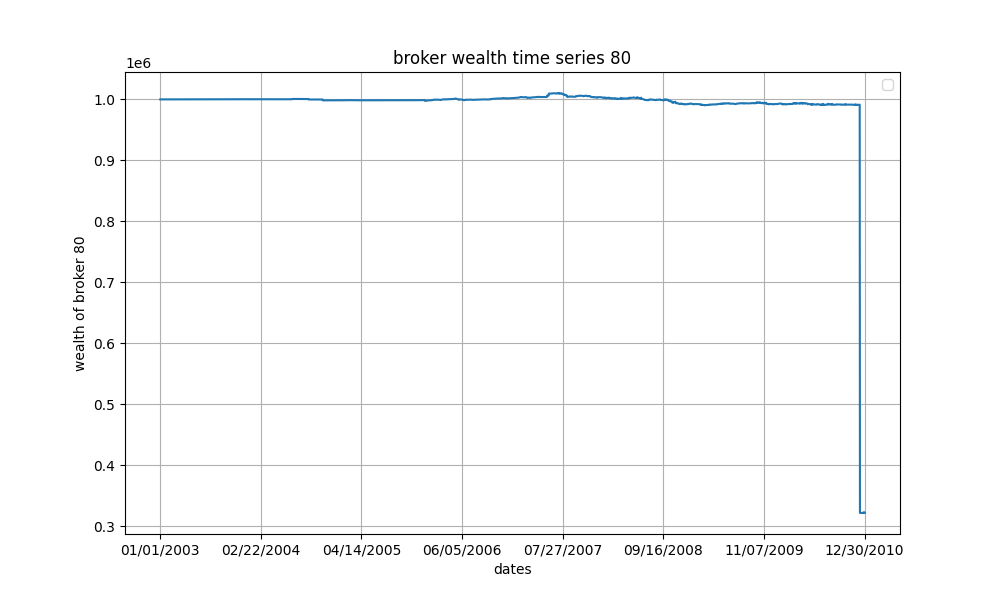 broker wealth time series 80
1e6
1.0
0.9
0.8
0.7
0.6
0.5
0.4
0.3
wealth of broker 80
01/01/2003 02/22/2004 04/14/2005 06/05/2006 07/27/2007 09/16/2008 11/07/2009 12/30/2010
dates